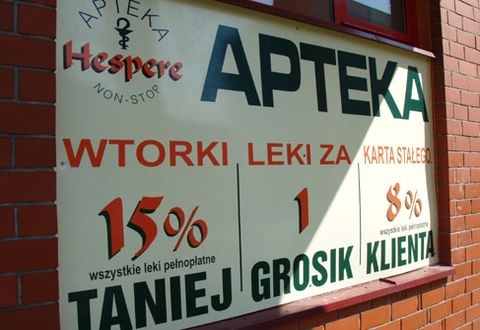 APTEKA
Hespere
NON-STOP
APTEKA
WTORKI
15%
wszystkie leki pełnopłatne
TANIEJ
LEKI ZA
1
GROSIK
KARTA STAŁEGO
8%
wszystkie leki pełnopłatne
KLIENTA